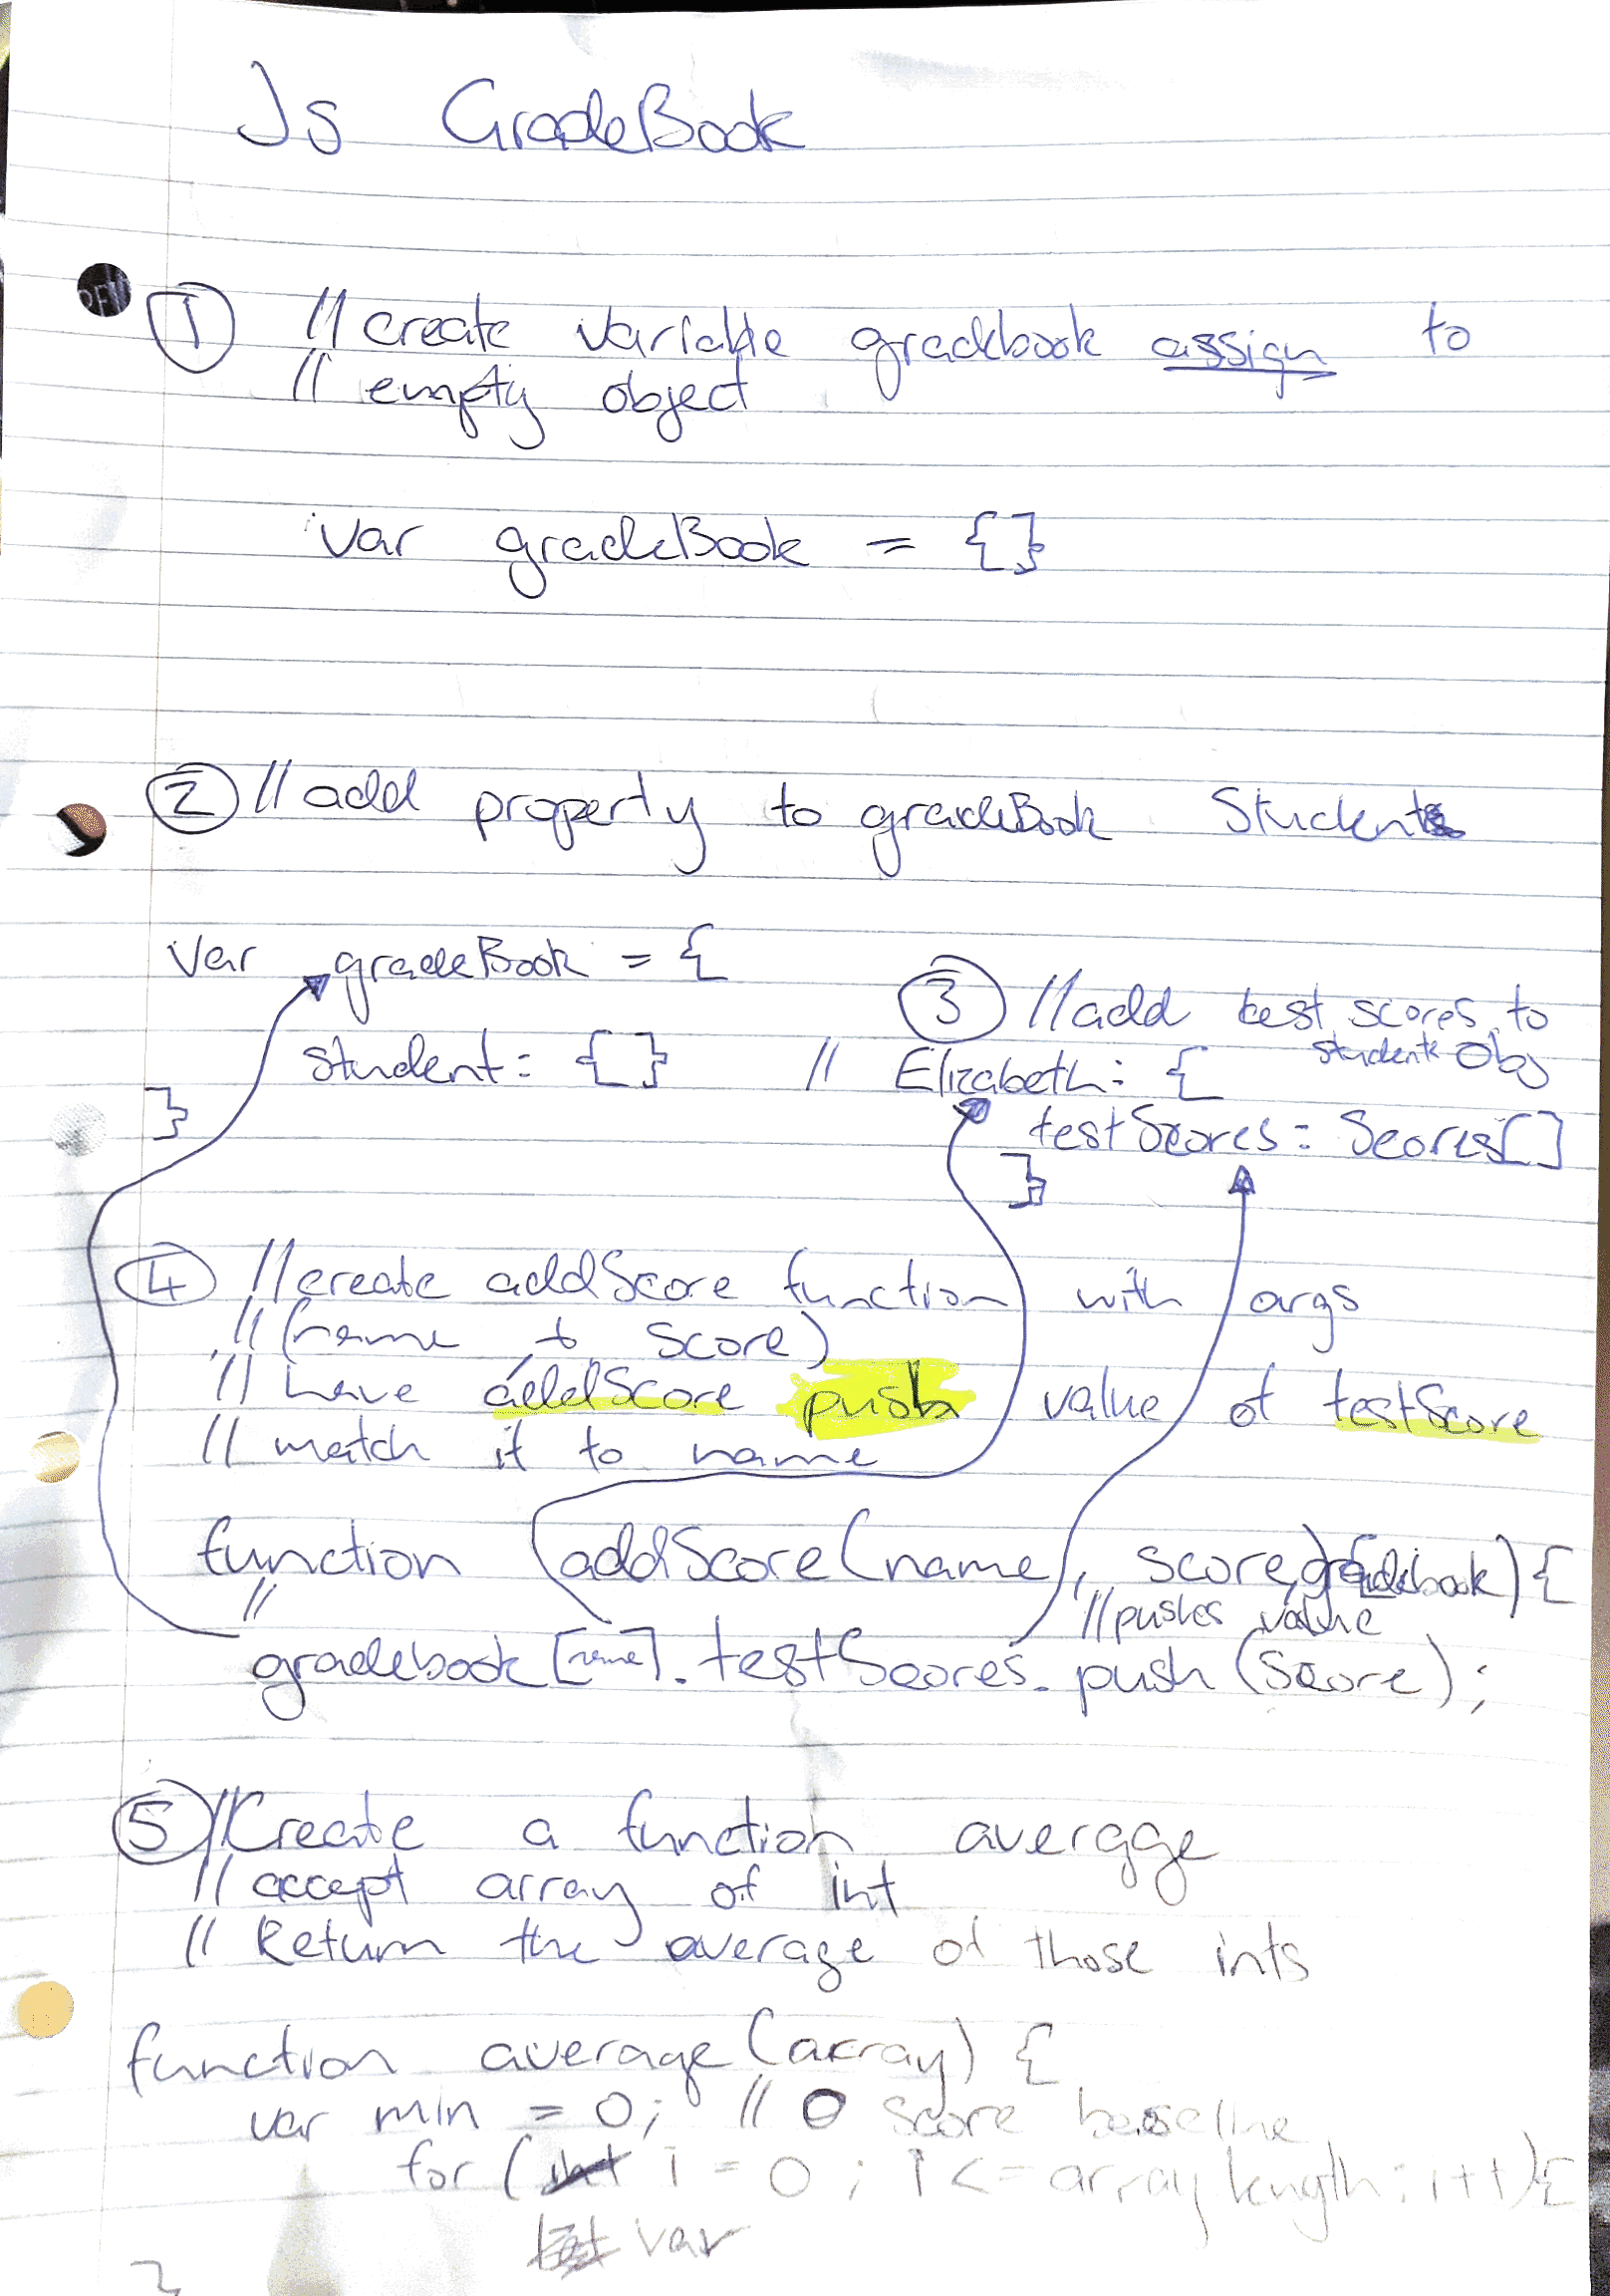 Js GradeBook
① // create variable gradebook assign to
// empty object
var gradeBook = {}
② // add property to gradeBook Students
var gradeBook = {
student: {}
}
③ // add test scores to
students Obj
// Elizabeth: {
testScores: Scores[]
}
④ // create addScore function with args
// (name + score)
// have addScore push value of testScore
// match it to name
function addScore(name, score, gradebook) {
// //pushes value
gradebook[name].testScores.push(score);
⑤ // Create a function average
// accept array of int
// Return the average of those ints
function average(array) {
var min = 0; // 0 score baseline
for (int i = 0; i <= array length; i++) {
var
}